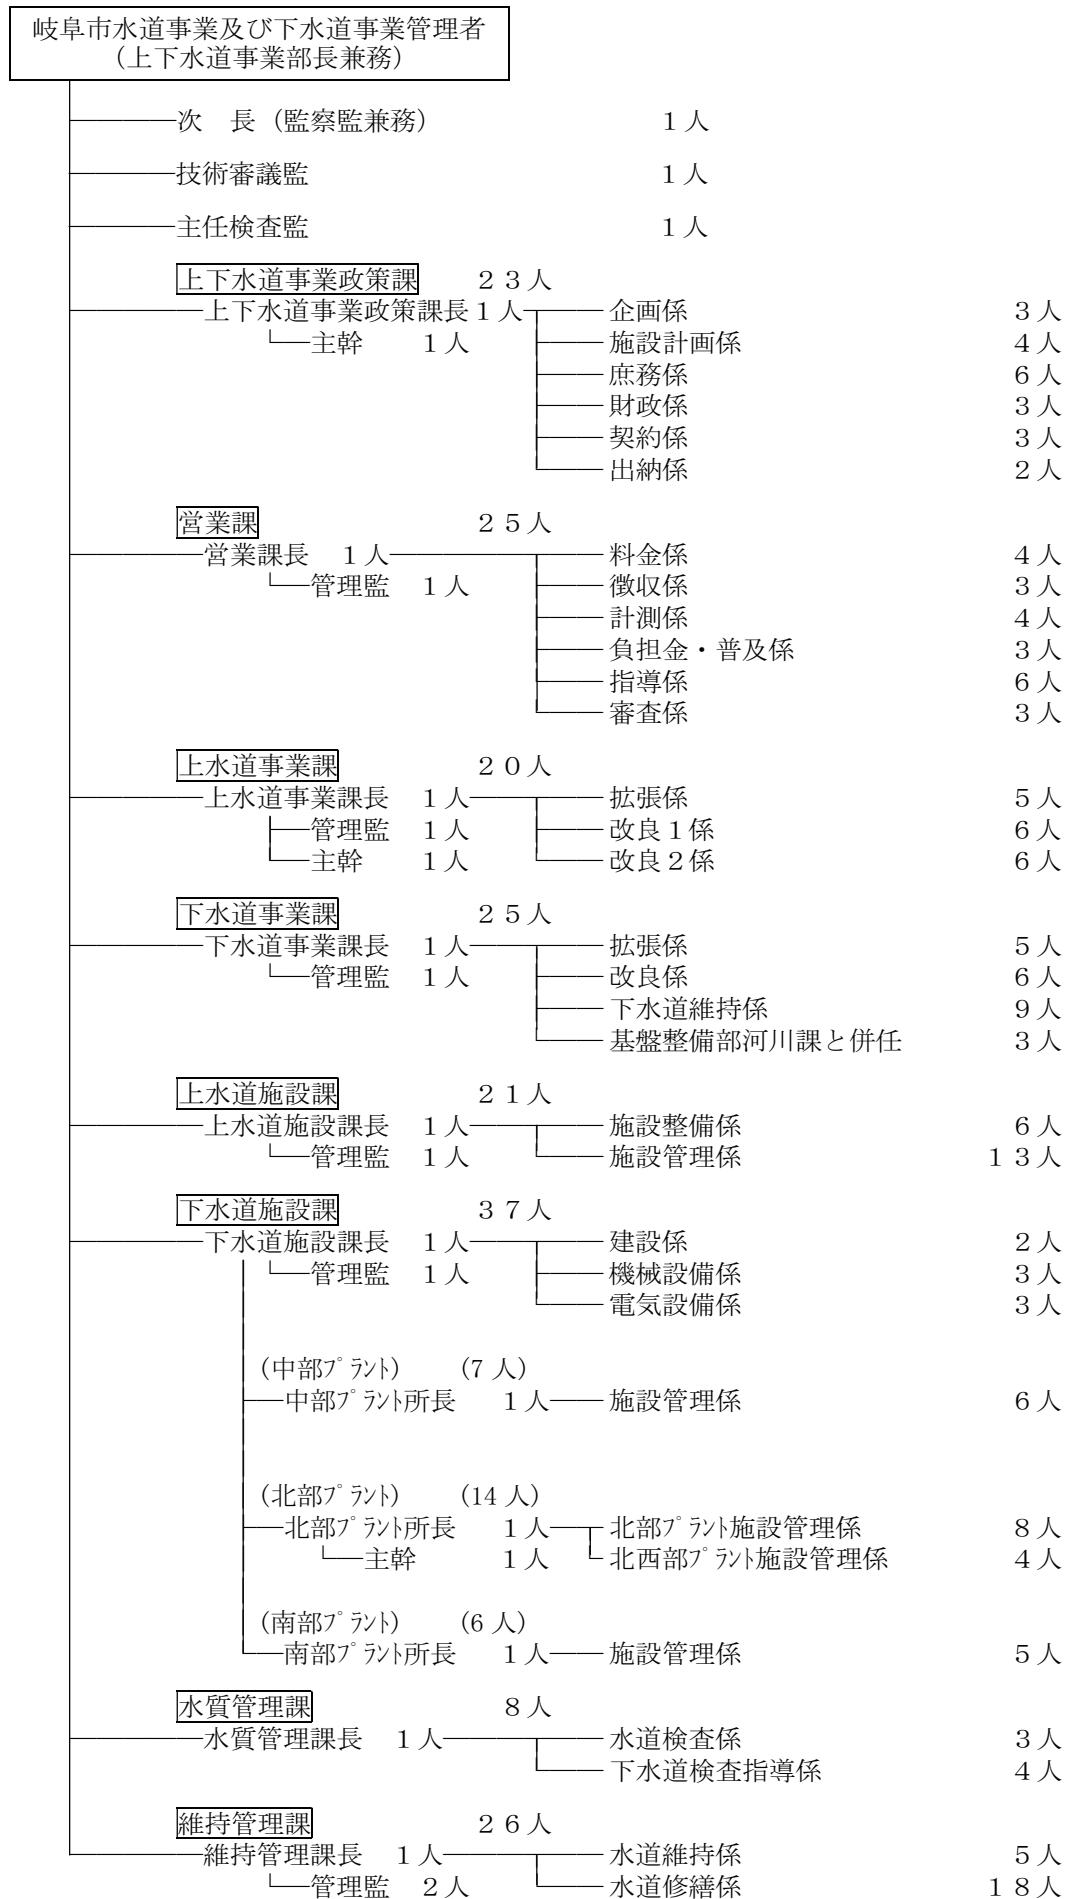 岐阜市水道事業及び下水道事業管理者
(上下水道事業部長兼務)
次　長 (監察監兼務)　１人
技術審議監　１人
主任検査監　１人
上下水道事業政策課　２３人
上下水道事業政策課長１人　企画係　３人
主幹　１人　施設計画係　４人
庶務係　６人
財政係　３人
契約係　３人
出納係　２人
営業課　２５人
営業課長　１人　料金係　４人
管理監　１人　徴収係　３人
計測係　４人
負担金・普及係　３人
指導係　６人
審査係　３人
上水道事業課　２０人
上水道事業課長　１人　拡張係　５人
管理監　１人　改良１係　６人
主幹　１人　改良２係　６人
下水道事業課　２５人
下水道事業課長　１人　拡張係　５人
管理監　１人　改良係　６人
下水道維持係　９人
基盤整備部河川課と併任　３人
上水道施設課　２１人
上水道施設課長　１人　施設整備係　６人
管理監　１人　施設管理係　１３人
下水道施設課　３７人
下水道施設課長　１人　建設係　２人
管理監　１人　機械設備係　３人
電気設備係　３人
(中部ﾌﾟﾗﾝﾄ)　(7 人)
中部ﾌﾟﾗﾝﾄ所長　１人　施設管理係　６人
(北部ﾌﾟﾗﾝﾄ)　(14 人)
北部ﾌﾟﾗﾝﾄ所長　１人　北部ﾌﾟﾗﾝﾄ施設管理係　８人
主幹　１人　北西部ﾌﾟﾗﾝﾄ施設管理係　４人
(南部ﾌﾟﾗﾝﾄ)　(6 人)
南部ﾌﾟﾗﾝﾄ所長　１人　施設管理係　５人
水質管理課　８人
水質管理課長　１人　水道検査係　３人
下水道検査指導係　４人
維持管理課　２６人
維持管理課長　１人　水道維持係　５人
管理監　２人　水道修繕係　１８人